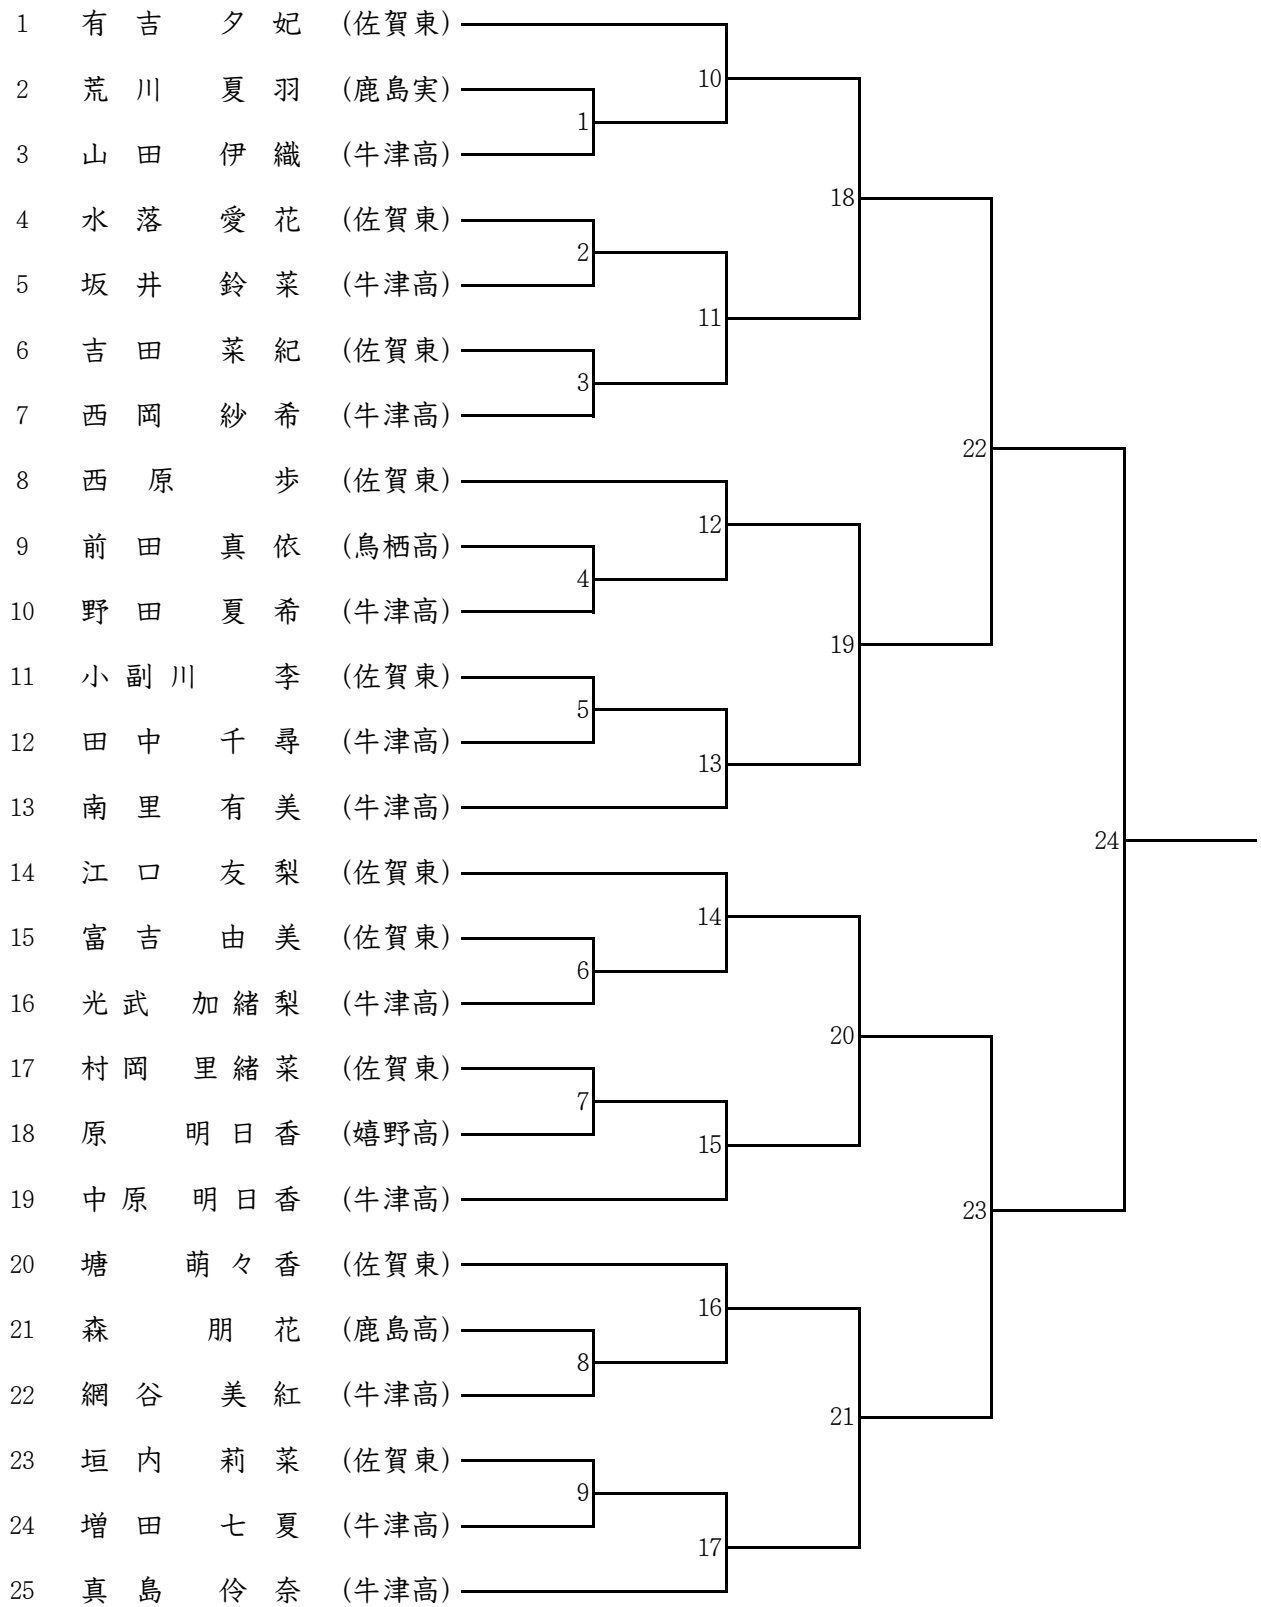 1 有吉 夕妃 (佐賀東)
10
2 荒川 夏羽 (鹿島実)
1
3 山田 伊織 (牛津高)
18
4 水落 愛花 (佐賀東)
2
5 坂井 鈴菜 (牛津高)
11
6 吉田 菜紀 (佐賀東)
3
7 西岡 紗希 (牛津高)
22
8 西原 歩 (佐賀東)
12
9 前田 真依 (鳥栖高)
4
10 野田 夏希 (牛津高)
19
11 小副川 李 (佐賀東)
5
12 田中 千尋 (牛津高)
13
13 南里 有美 (牛津高)
24
14 江口 友梨 (佐賀東)
14
15 富吉 由美 (佐賀東)
6
16 光武 加緒梨 (牛津高)
20
17 村岡 里緒菜 (佐賀東)
7
18 原 明日香 (嬉野高)
15
19 中原 明日香 (牛津高)
23
20 塘 萌々香 (佐賀東)
16
21 森 朋花 (鹿島高)
8
22 網谷 美紅 (牛津高)
21
23 垣内 莉菜 (佐賀東)
9
24 増田 七夏 (牛津高)
17
25 真島 伶奈 (牛津高)